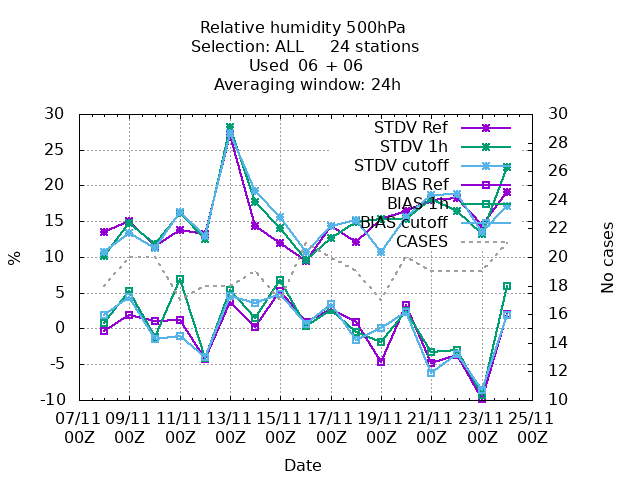 Relative humidity 500hPa
Selection: ALL 24 stations
Used 06 + 06
Averaging window: 24h
30 30
STDV Ref
28
25 STDV 1h
26
STDV cutoff
20 BIAS Ref
24
BIAS 1h
15 BIAS cutoff 22
CASES
10 20
5 18
16
0
14
-5 12
-10 10
% No cases
07/11 09/11 11/11 13/11 15/11 17/11 19/11 21/11 23/11 25/11
00Z 00Z 00Z 00Z 00Z 00Z 00Z 00Z 00Z 00Z
Date